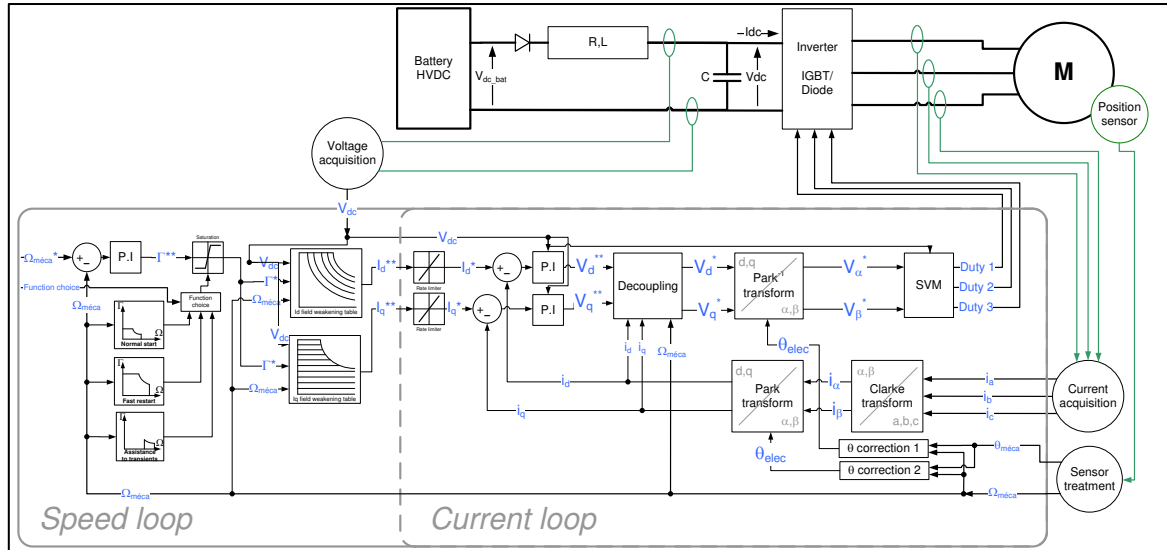 Battery
HVDC
V_dc_bat
R,L
C
Idc
Vdc
Inverter
IGBT/
Diode
M
Position
sensor
Voltage
acquisition
V_dc
Ω_méca*
+
−
P.I
Γ**
Saturation
Function choice
Function
choice
Ω_méca
Γ
Ω
Normal start
Γ
Ω
Fast restart
Γ
Ω
Assistance
to transients
V_dc
Γ*
Ω_méca
Id field weakening table
V_dc
Γ*
Ω_méca
Iq field weakening table
I_d**
I_q**
Rate limiter
Rate limiter
I_d*
I_q*
+
−
+
−
V_dc
P.I
P.I
V_d**
V_q**
Decoupling
i_d
i_q
Ω_méca
V_d*
V_q*
d,q
Park⁻¹
transform
α,β
V_α*
V_β*
SVM
Duty 1
Duty 2
Duty 3
θ_elec
i_d
i_q
d,q
Park
transform
α,β
i_α
i_β
α,β
Clarke
transform
a,b,c
i_a
i_b
i_c
Current
acquisition
θ correction 1
θ correction 2
θ_elec
θ_méca
Ω_méca
Sensor
treatment
Ω_méca
Speed loop
Current loop